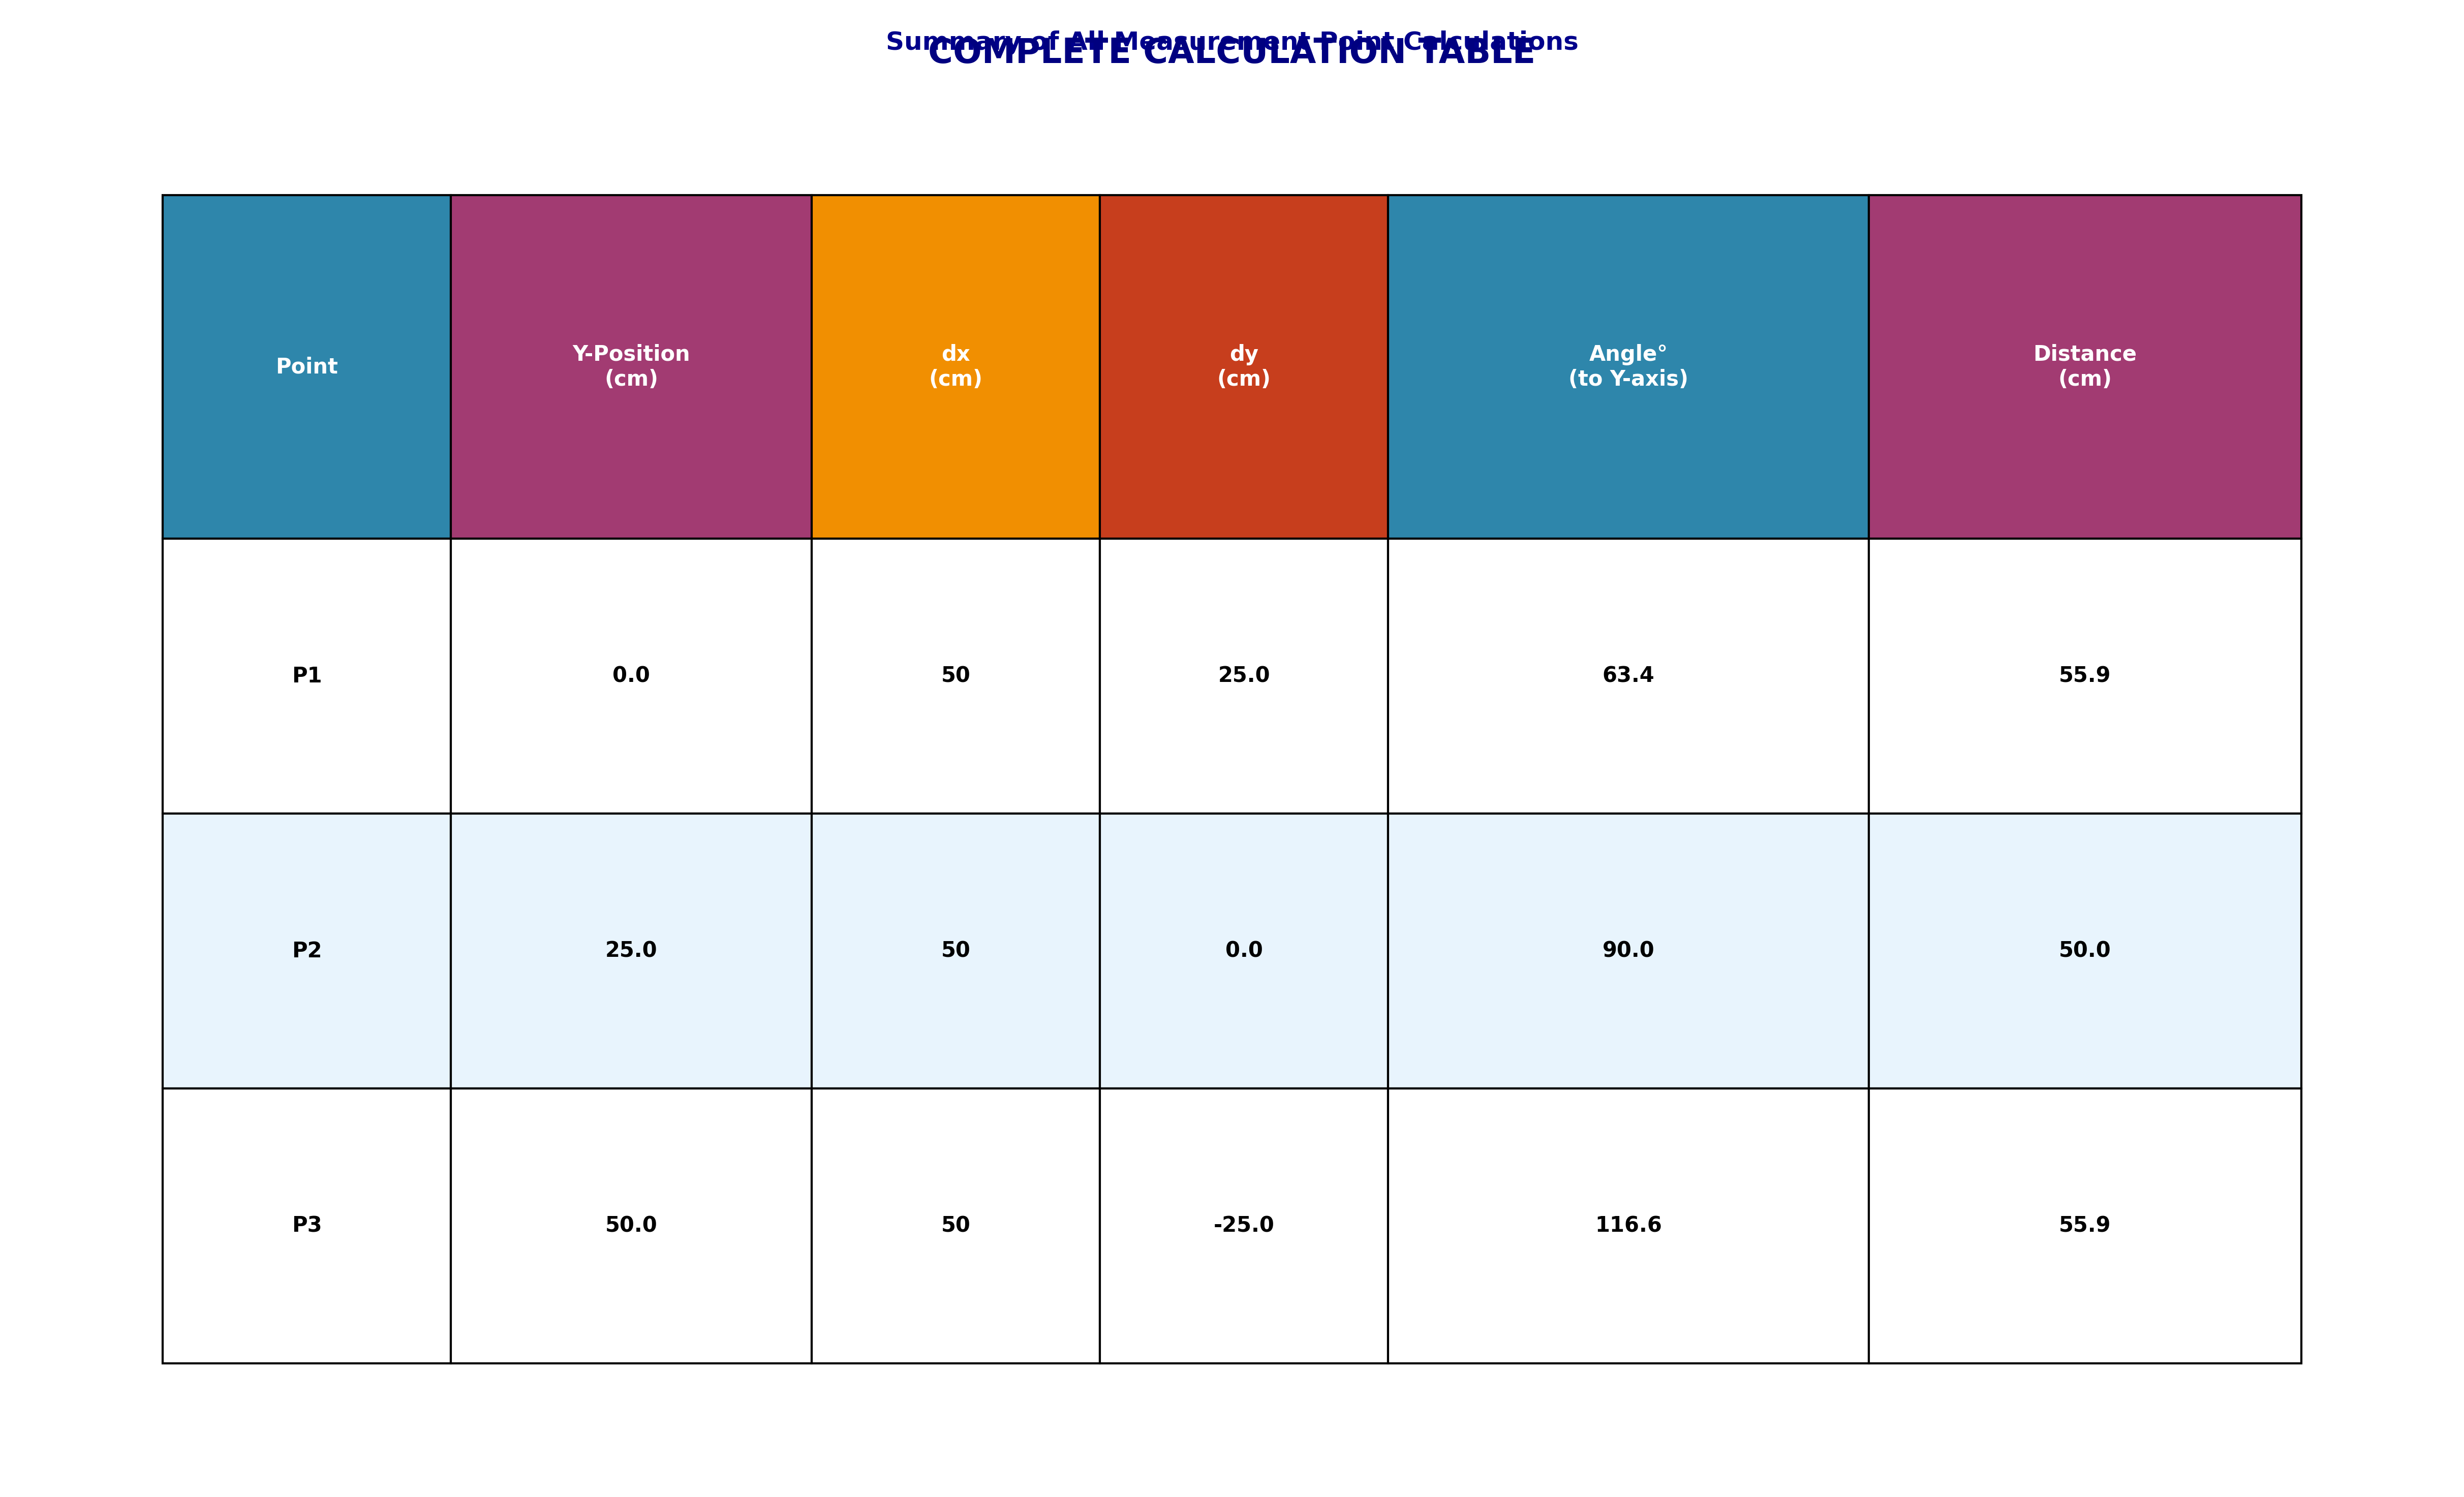 Summary of All Measurement Point Calculations
COMPLETE CALCULATION TABLE
Point
Y-Position
(cm)
dx
(cm)
dy
(cm)
Angle°
(to Y-axis)
Distance
(cm)
P1 0.0 50 25.0 63.4 55.9
P2 25.0 50 0.0 90.0 50.0
P3 50.0 50 -25.0 116.6 55.9